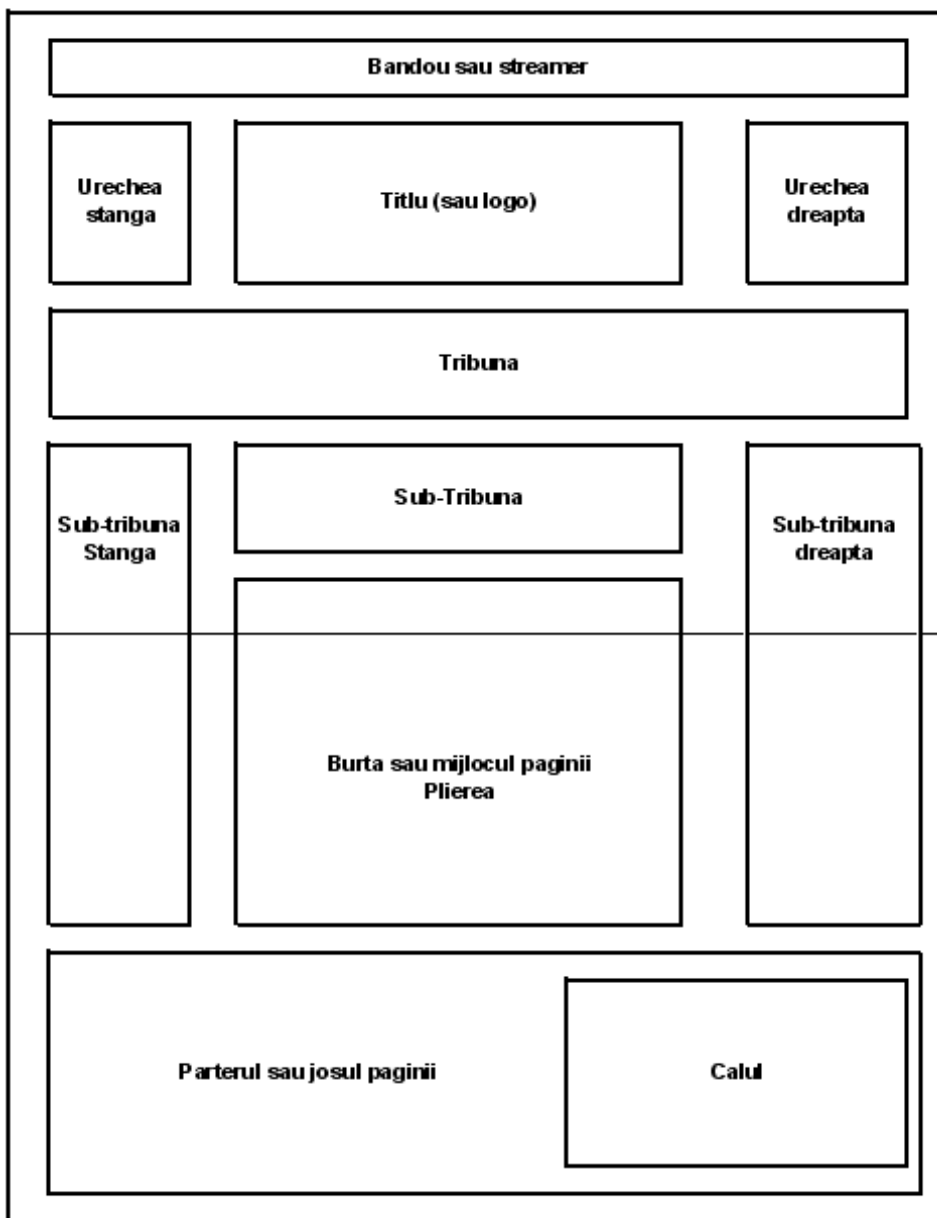 Bandou sau streamer
Urechea
stanga
Titlu (sau logo)
Urechea
dreapta
Tribuna
Sub-tribuna
Stanga
Sub-Tribuna
Sub-tribuna
dreapta
Burta sau mijlocul paginii
Plierea
Parterul sau josul paginii
Calul